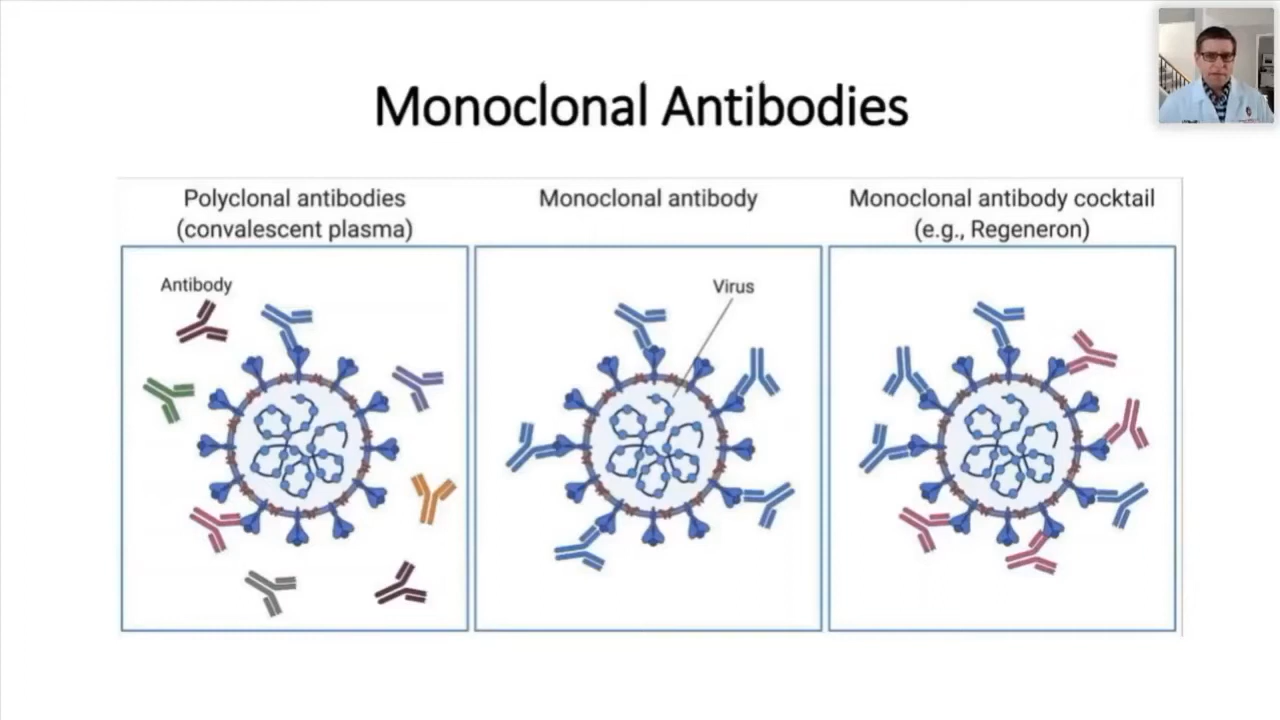 Monoclonal Antibodies
Polyclonal antibodies
(convalescent plasma)
Monoclonal antibody
Monoclonal antibody cocktail
(e.g., Regeneron)
Antibody
Virus